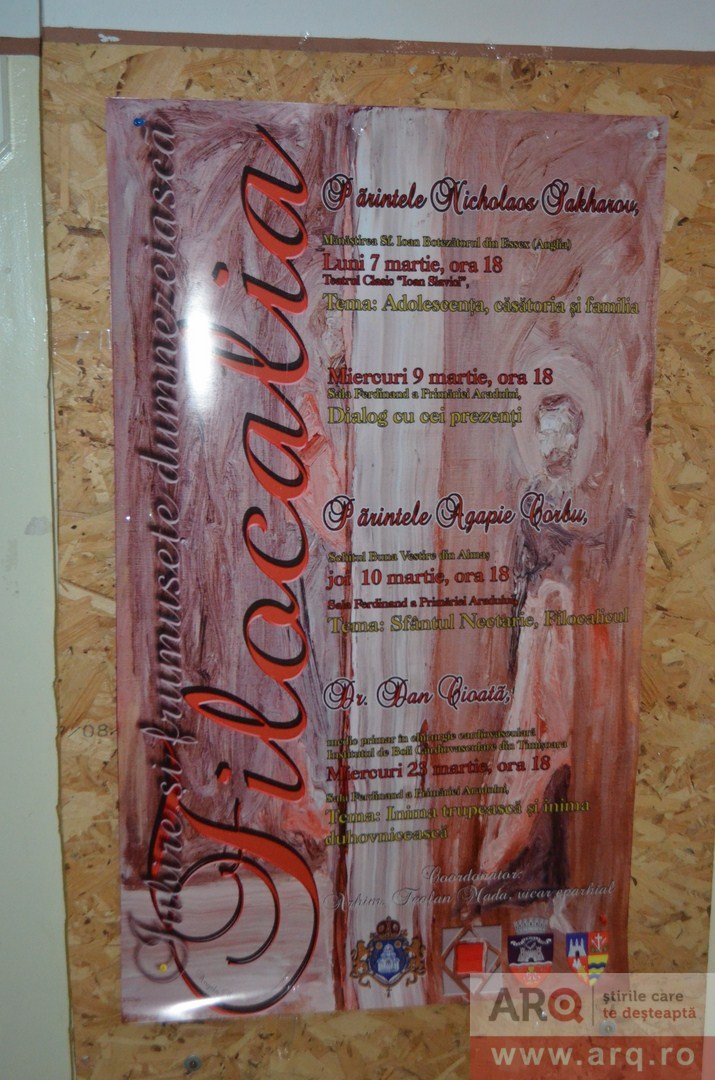 Filocalia
Iubire și frumusețe dumnezeiască
Părintele Nicholaos Sakharov,
Mănăstirea Sf. Ioan Botezătorul din Essex (Anglia)
Luni 7 martie, ora 18
Teatrul Clasic "Ioan Slavici",
Tema: Adolescența, căsătoria și familia
Miercuri 9 martie, ora 18
Sala Ferdinand a Primăriei Aradului,
Dialog cu cei prezenți
Părintele Agapie Corbu,
Schitul Buna Vestire din Almaș
joi 10 martie, ora 18
Sala Ferdinand a Primăriei Aradului,
Tema: Sfântul Nectarie, Filocalicul
Dr. Dan Cioată,
medic primar în chirurgie cardiovasculară
Institutul de Boli Cardiovasculare din Timișoara
Miercuri 23 martie, ora 18
Sala Ferdinand a Primăriei Aradului,
Tema: Inima trupească și inima
duhovnicească
Coordonator:
Arhim. Teofan Mada, vicar eparhial
ARQ știrile care
te deșteaptă
www.arq.ro